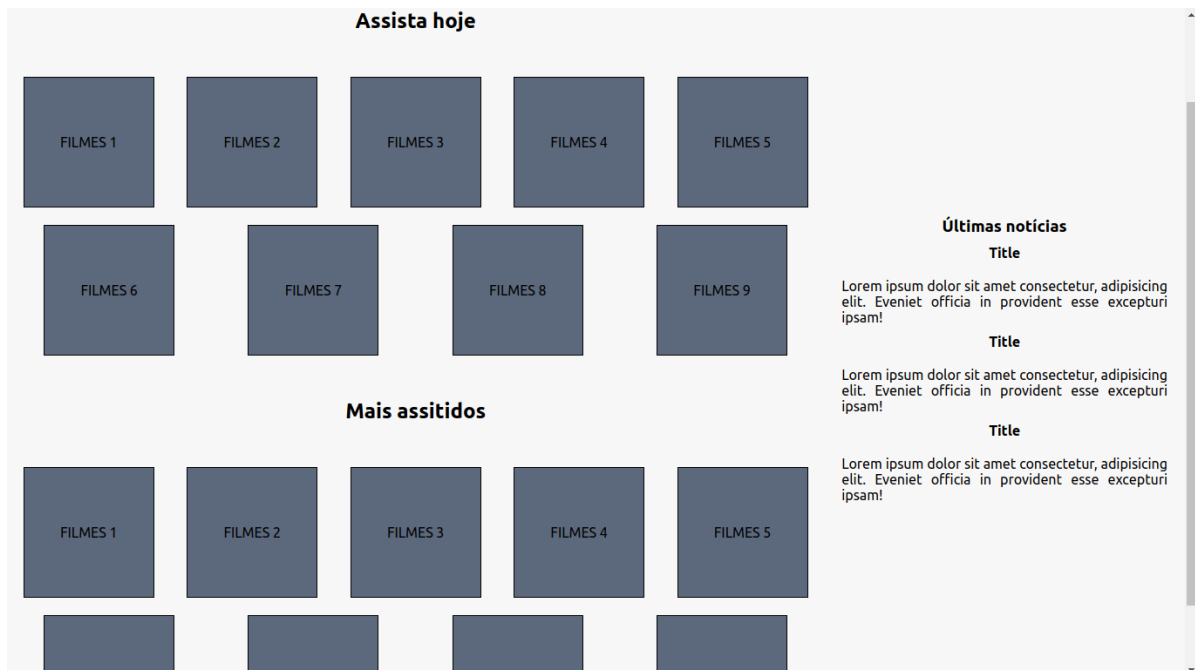 Assista hoje
FILMES 1
FILMES 2
FILMES 3
FILMES 4
FILMES 5
FILMES 6
FILMES 7
FILMES 8
FILMES 9
Mais assitidos
FILMES 1
FILMES 2
FILMES 3
FILMES 4
FILMES 5
Últimas notícias
Title
Lorem ipsum dolor sit amet consectetur, adipisicing
elit. Eveniet officia in provident esse excepturi
ipsam!
Title
Lorem ipsum dolor sit amet consectetur, adipisicing
elit. Eveniet officia in provident esse excepturi
ipsam!
Title
Lorem ipsum dolor sit amet consectetur, adipisicing
elit. Eveniet officia in provident esse excepturi
ipsam!